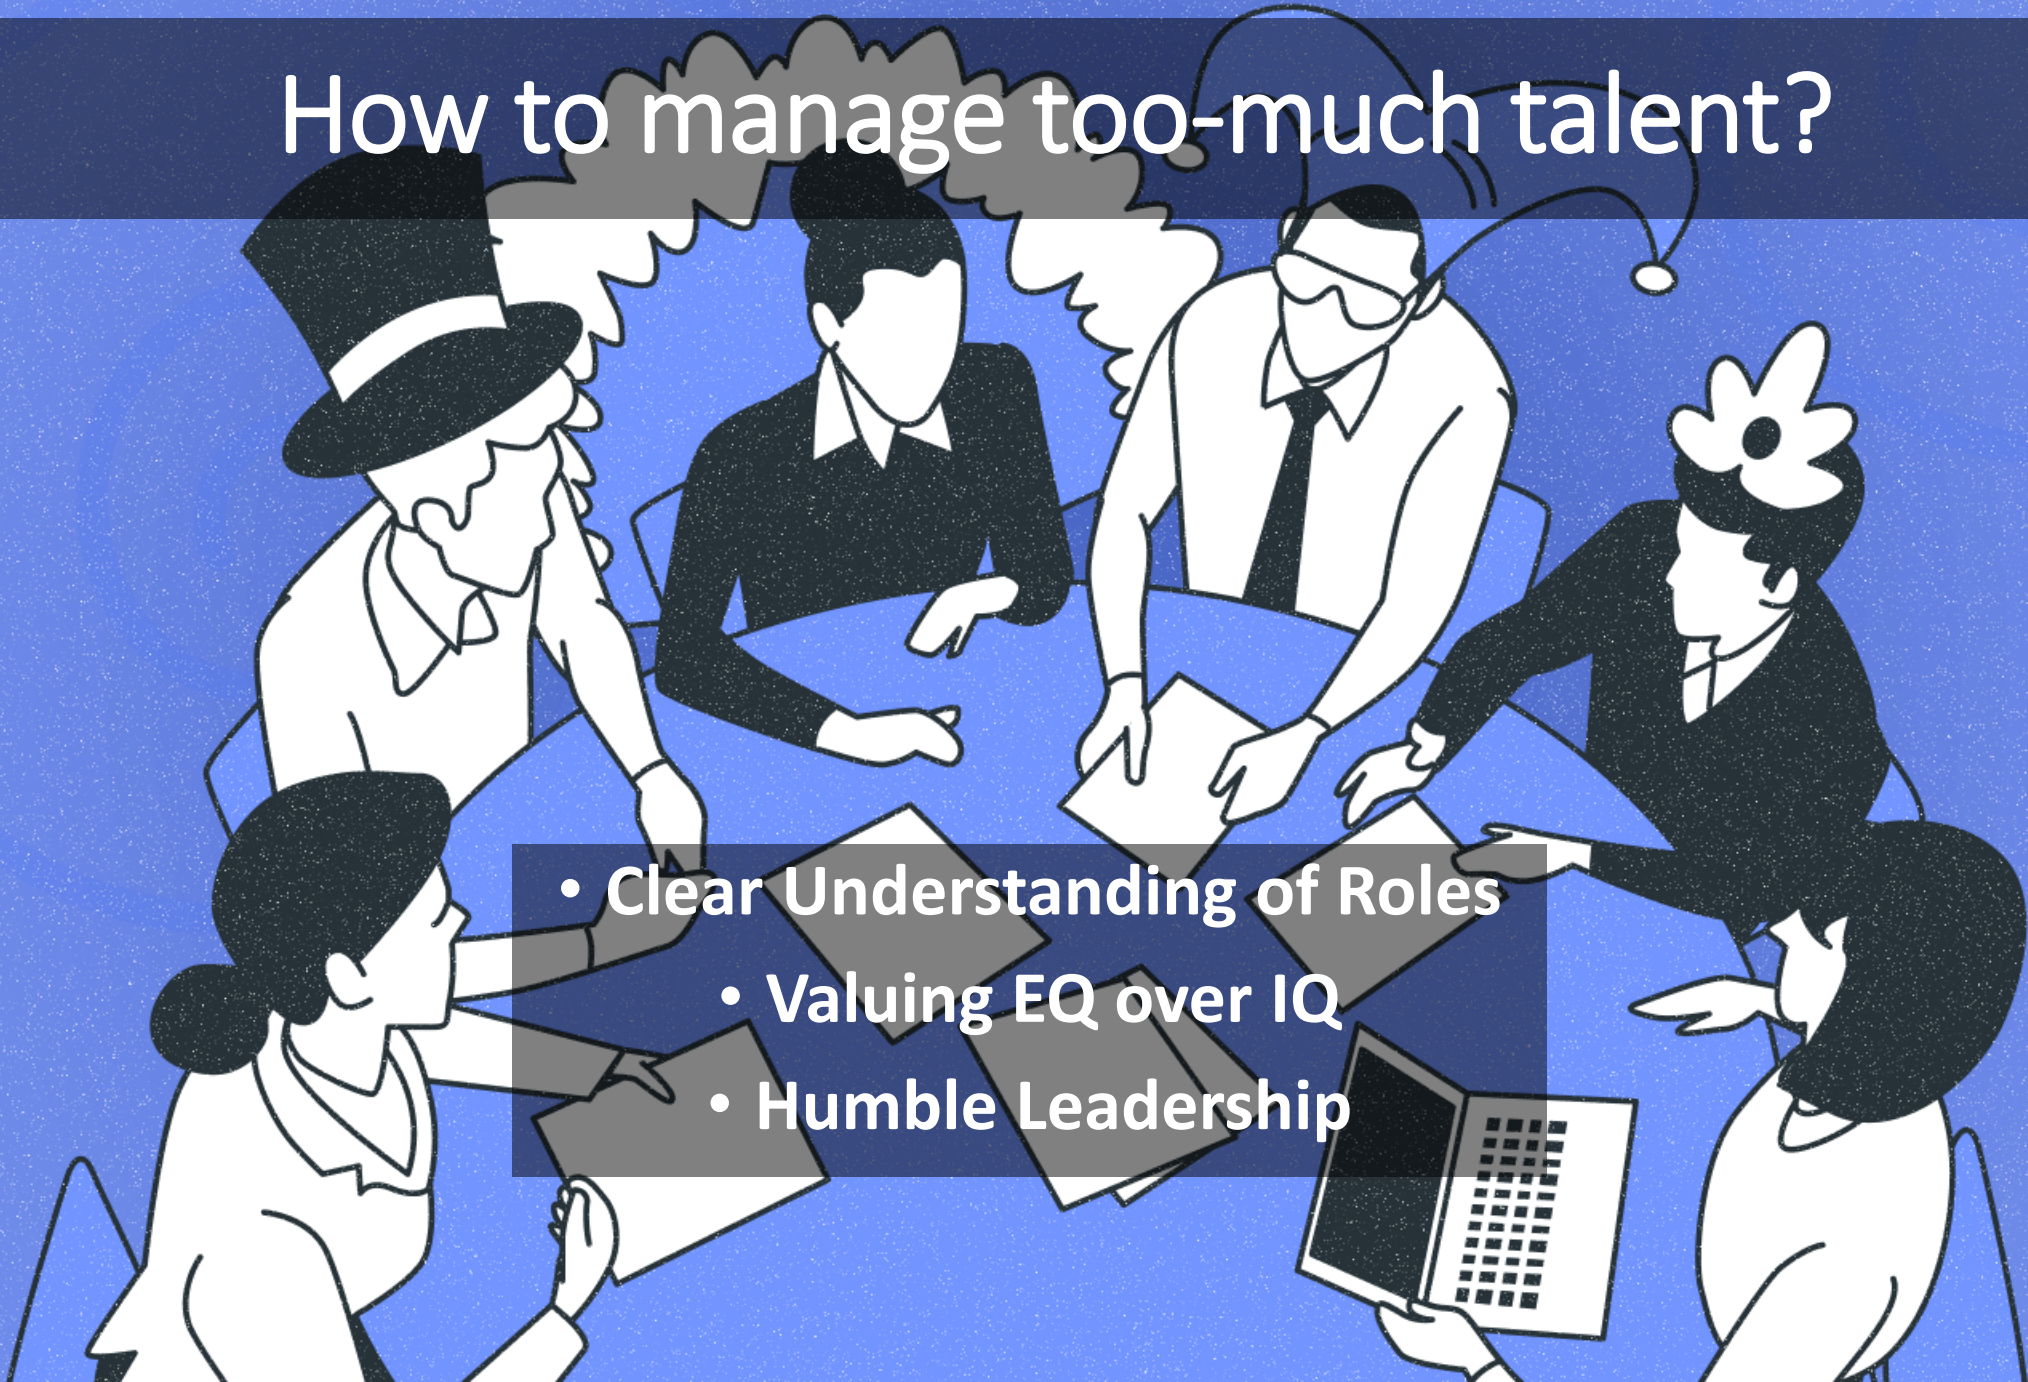 How to manage too-much talent?
• Clear Understanding of Roles
• Valuing EQ over IQ
• Humble Leadership